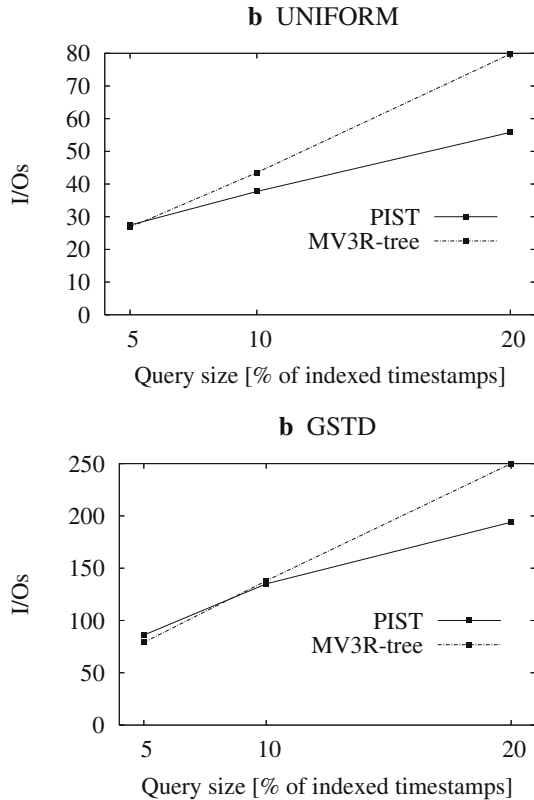 b UNIFORM
80
70
60
50
40
30
20
10
0
I/Os
PIST
MV3R-tree
5 10 20
Query size [% of indexed timestamps]
b GSTD
250
200
150
100
50
0
I/Os
PIST
MV3R-tree
5 10 20
Query size [% of indexed timestamps]